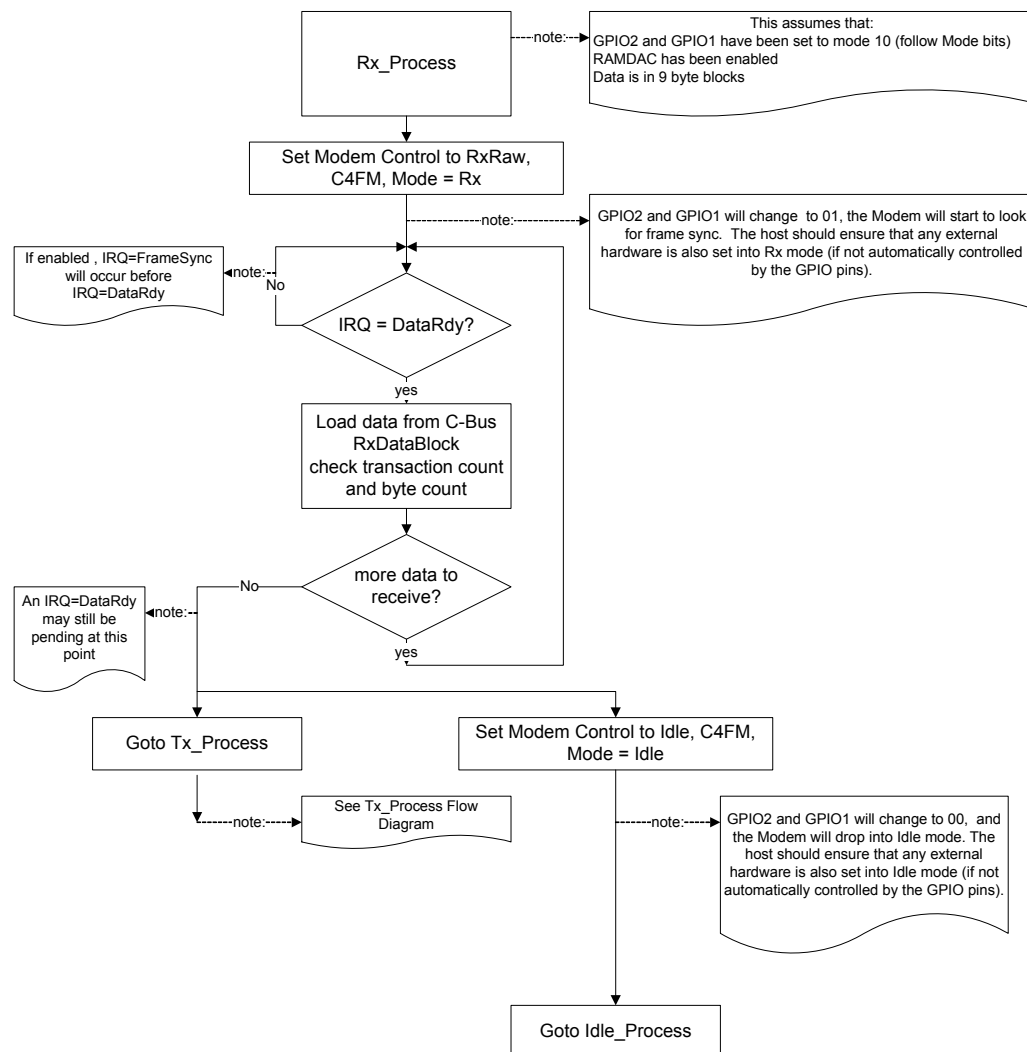 Rx_Process
note:
This assumes that:
GPIO2 and GPIO1 have been set to mode 10 (follow Mode bits)
RAMDAC has been enabled
Data is in 9 byte blocks
Set Modem Control to RxRaw,
C4FM, Mode = Rx
note:
GPIO2 and GPIO1 will change to 01, the Modem will start to look
for frame sync. The host should ensure that any external
hardware is also set into Rx mode (if not automatically controlled
by the GPIO pins).
If enabled , IRQ=FrameSync
will occur before
IRQ=DataRdy
note:
No
IRQ = DataRdy?
yes
Load data from C-Bus
RxDataBlock
check transaction count
and byte count
more data to
receive?
No
yes
An IRQ=DataRdy
may still be
pending at this
point
note:
Goto Tx_Process
Set Modem Control to Idle, C4FM,
Mode = Idle
note:
See Tx_Process Flow
Diagram
note:
GPIO2 and GPIO1 will change to 00, and
the Modem will drop into Idle mode. The
host should ensure that any external
hardware is also set into Idle mode (if not
automatically controlled by the GPIO pins).
Goto Idle_Process